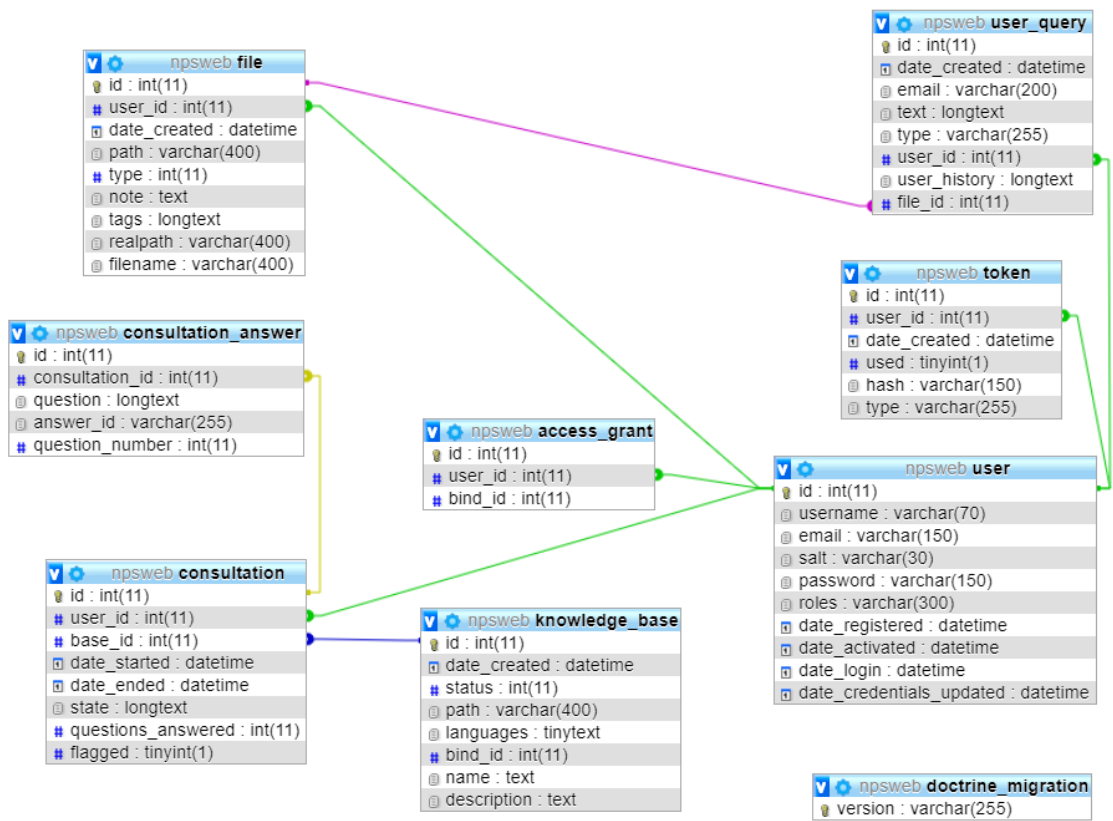 npsweb file
id : int(11)
user_id : int(11)
date_created : datetime
path : varchar(400)
type : int(11)
note : text
tags : longtext
realpath : varchar(400)
filename : varchar(400)
npsweb user_query
id : int(11)
date_created : datetime
email : varchar(200)
text : longtext
type : varchar(255)
user_id : int(11)
user_history : longtext
file_id : int(11)
npsweb token
id : int(11)
user_id : int(11)
date_created : datetime
used : tinyint(1)
hash : varchar(150)
type : varchar(255)
npsweb consultation_answer
id : int(11)
consultation_id : int(11)
question : longtext
answer_id : varchar(255)
question_number : int(11)
npsweb access_grant
id : int(11)
user_id : int(11)
bind_id : int(11)
npsweb user
id : int(11)
username : varchar(70)
email : varchar(150)
salt : varchar(30)
password : varchar(150)
roles : varchar(300)
date_registered : datetime
date_activated : datetime
date_login : datetime
date_credentials_updated : datetime
npsweb consultation
id : int(11)
user_id : int(11)
base_id : int(11)
date_started : datetime
date_ended : datetime
state : longtext
questions_answered : int(11)
flagged : tinyint(1)
npsweb knowledge_base
id : int(11)
date_created : datetime
status : int(11)
path : varchar(400)
languages : tinytext
bind_id : int(11)
name : text
description : text
npsweb doctrine_migration
version : varchar(255)